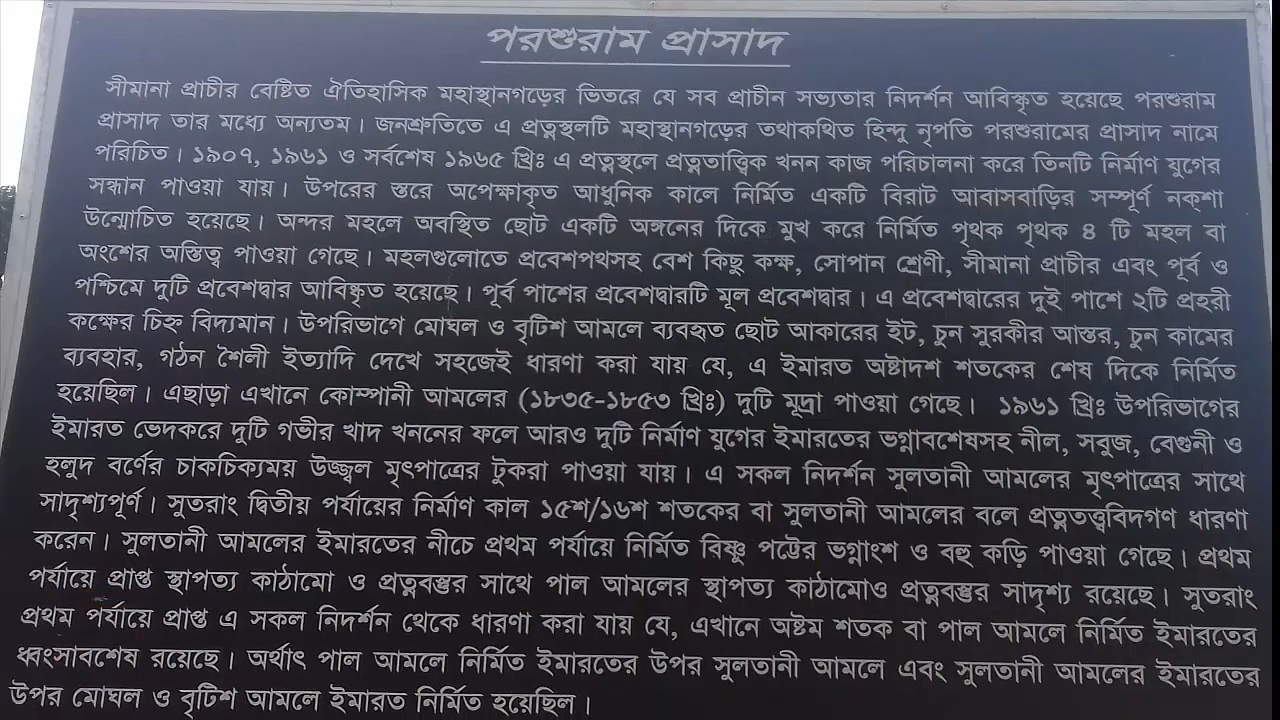 পরশুরাম প্রাসাদ
সীমানা প্রাচীর বেষ্টিত ঐতিহাসিক মহাস্থানগড়ের ভিতরে যে সব প্রাচীন সভ্যতার নিদর্শন আবিস্কৃত হয়েছে পরশুরাম
প্রাসাদ তার মধ্যে অন্যতম। জনশ্রুতিতে এ প্রত্নস্থলটি মহাস্থানগড়ের তথাকথিত হিন্দু নৃপতি পরশুরামের প্রাসাদ নামে
পরিচিত। ১৯০৭, ১৯৬১ ও সর্বশেষ ১৯৬৫ খ্রিঃ এ প্রত্নস্থলে প্রত্নতাত্ত্বিক খনন কাজ পরিচালনা করে তিনটি নির্মাণ যুগের
সন্ধান পাওয়া যায়। উপরের স্তরে অপেক্ষাকৃত আধুনিক কালে নির্মিত একটি বিরাট আবাসবাড়ির সম্পূর্ণ নক্শা
উন্মোচিত হয়েছে। অন্দর মহলে অবস্থিত ছোট একটি অঙ্গনের দিকে মুখ করে নির্মিত পৃথক পৃথক ৪ টি মহল বা
অংশের অস্তিত্ব পাওয়া গেছে। মহলগুলোতে প্রবেশপথসহ বেশ কিছু কক্ষ, সোপান শ্রেণী, সীমানা প্রাচীর এবং পূর্ব ও
পশ্চিমে দুটি প্রবেশদ্বার আবিষ্কৃত হয়েছে। পূর্ব পাশের প্রবেশদ্বারটি মূল প্রবেশদ্বার। এ প্রবেশদ্বারের দুই পাশে ২টি প্রহরী
কক্ষের চিহ্ন বিদ্যমান। উপরিভাগে মোঘল ও বৃটিশ আমলে ব্যবহৃত ছোট আকারের ইট, চুন সুরকীর আস্তর, চুন কামের
ব্যবহার, গঠন শৈলী ইত্যাদি দেখে সহজেই ধারণা করা যায় যে, এ ইমারত অষ্টাদশ শতকের শেষ দিকে নির্মিত
হয়েছিল। এছাড়া এখানে কোম্পানী আমলের (১৮৩৫-১৮৫৩ খ্রিঃ) দুটি মূদ্রা পাওয়া গেছে। ১৯৬১ খ্রিঃ উপরিভাগের
ইমারত ভেদকরে দুটি গভীর খাদ খননের ফলে আরও দুটি নির্মাণ যুগের ইমারতের ভগ্নাবশেষসহ নীল, সবুজ, বেগুনী ও
হলুদ বর্ণের চাকচিক্যময় উজ্জ্বল মৃৎপাত্রের টুকরা পাওয়া যায়। এ সকল নিদর্শন সুলতানী আমলের মৃৎপাত্রের সাথে
সাদৃশ্যপূর্ণ। সুতরাং দ্বিতীয় পর্যায়ের নির্মাণ কাল ১৫শ/১৬শ শতকের বা সুলতানী আমলের বলে প্রত্নতত্ত্ববিদগণ ধারণা
করেন। সুলতানী আমলের ইমারতের নীচে প্রথম পর্যায়ে নির্মিত বিষ্ণু পট্টের ভগ্নাংশ ও বহু কড়ি পাওয়া গেছে। প্রথম
পর্যায়ে প্রাপ্ত স্থাপত্য কাঠামো ও প্রত্নবস্তুর সাথে পাল আমলের স্থাপত্য কাঠামোও প্রত্নবস্তুর সাদৃশ্য রয়েছে। সুতরাং
প্রথম পর্যায়ে প্রাপ্ত এ সকল নিদর্শন থেকে ধারণা করা যায় যে, এখানে অষ্টম শতক বা পাল আমলে নির্মিত ইমারতের
ধ্বংসাবশেষ রয়েছে। অর্থাৎ পাল আমলে নির্মিত ইমারতের উপর সুলতানী আমলে এবং সুলতানী আমলের ইমারতের
উপর মোঘল ও বৃটিশ আমলে ইমারত নির্মিত হয়েছিল।